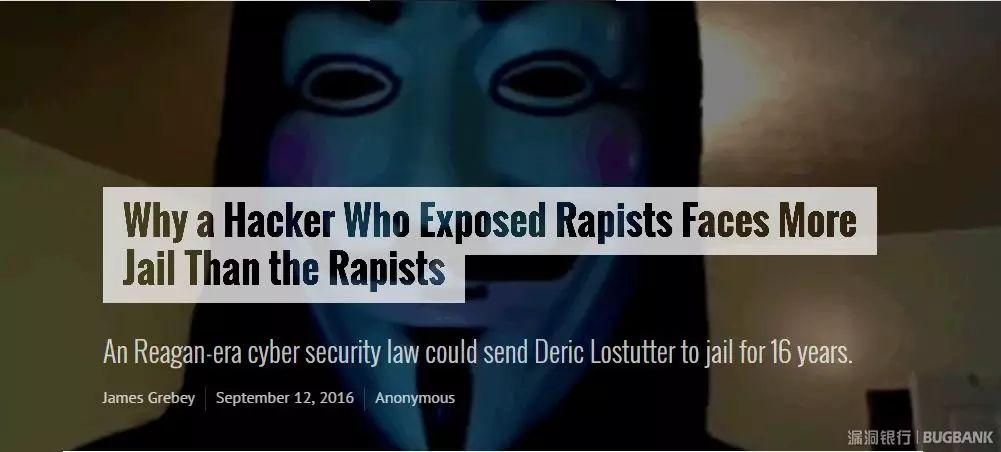 Why a Hacker Who Exposed Rapists Faces More
Jail Than the Rapists
An Reagan-era cyber security law could send Deric Lostutter to jail for 16 years.
James Grebey | September 12, 2016 | Anonymous
漏洞银行 | BUGBANK